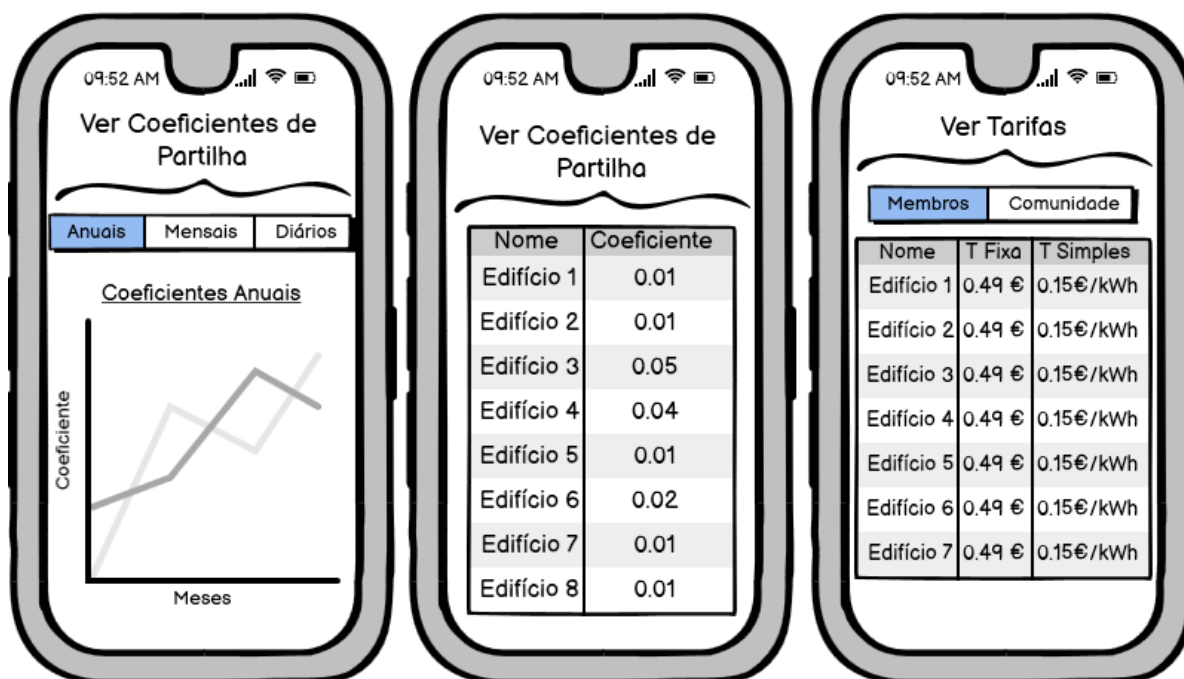 09:52 AM
Ver Coeficientes de
Partilha
Anuais Mensais Diários
Coeficientes Anuais
Coeficiente
Meses
09:52 AM
Ver Coeficientes de
Partilha
Nome Coeficiente
Edifício 1 0.01
Edifício 2 0.01
Edifício 3 0.05
Edifício 4 0.04
Edifício 5 0.01
Edifício 6 0.02
Edifício 7 0.01
Edifício 8 0.01
09:52 AM
Ver Tarifas
Membros Comunidade
Nome T Fixa T Simples
Edifício 1 0.49 € 0.15€/kWh
Edifício 2 0.49 € 0.15€/kWh
Edifício 3 0.49 € 0.15€/kWh
Edifício 4 0.49 € 0.15€/kWh
Edifício 5 0.49 € 0.15€/kWh
Edifício 6 0.49 € 0.15€/kWh
Edifício 7 0.49 € 0.15€/kWh